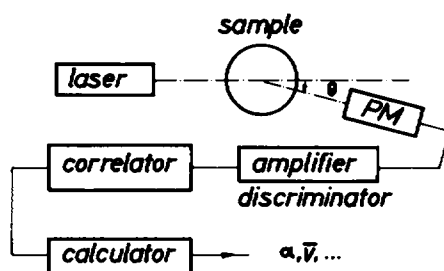 sample
laser
θ
PM
correlator
amplifier
discriminator
calculator
α, v̅, ...